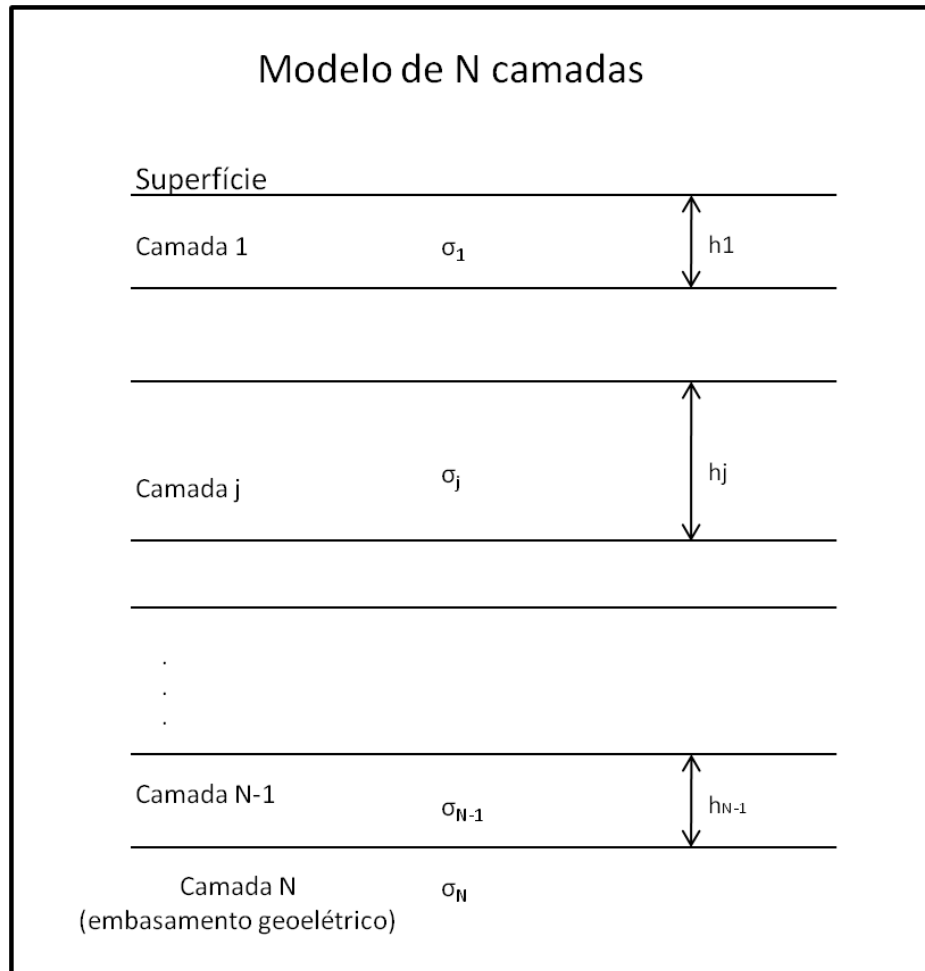 Modelo de N camadas
Superfície
Camada 1 σ₁ h1
Camada j σⱼ hj
.
.
.
Camada N-1 σN-1 hN-1
Camada N σN
(embasamento geoelétrico)